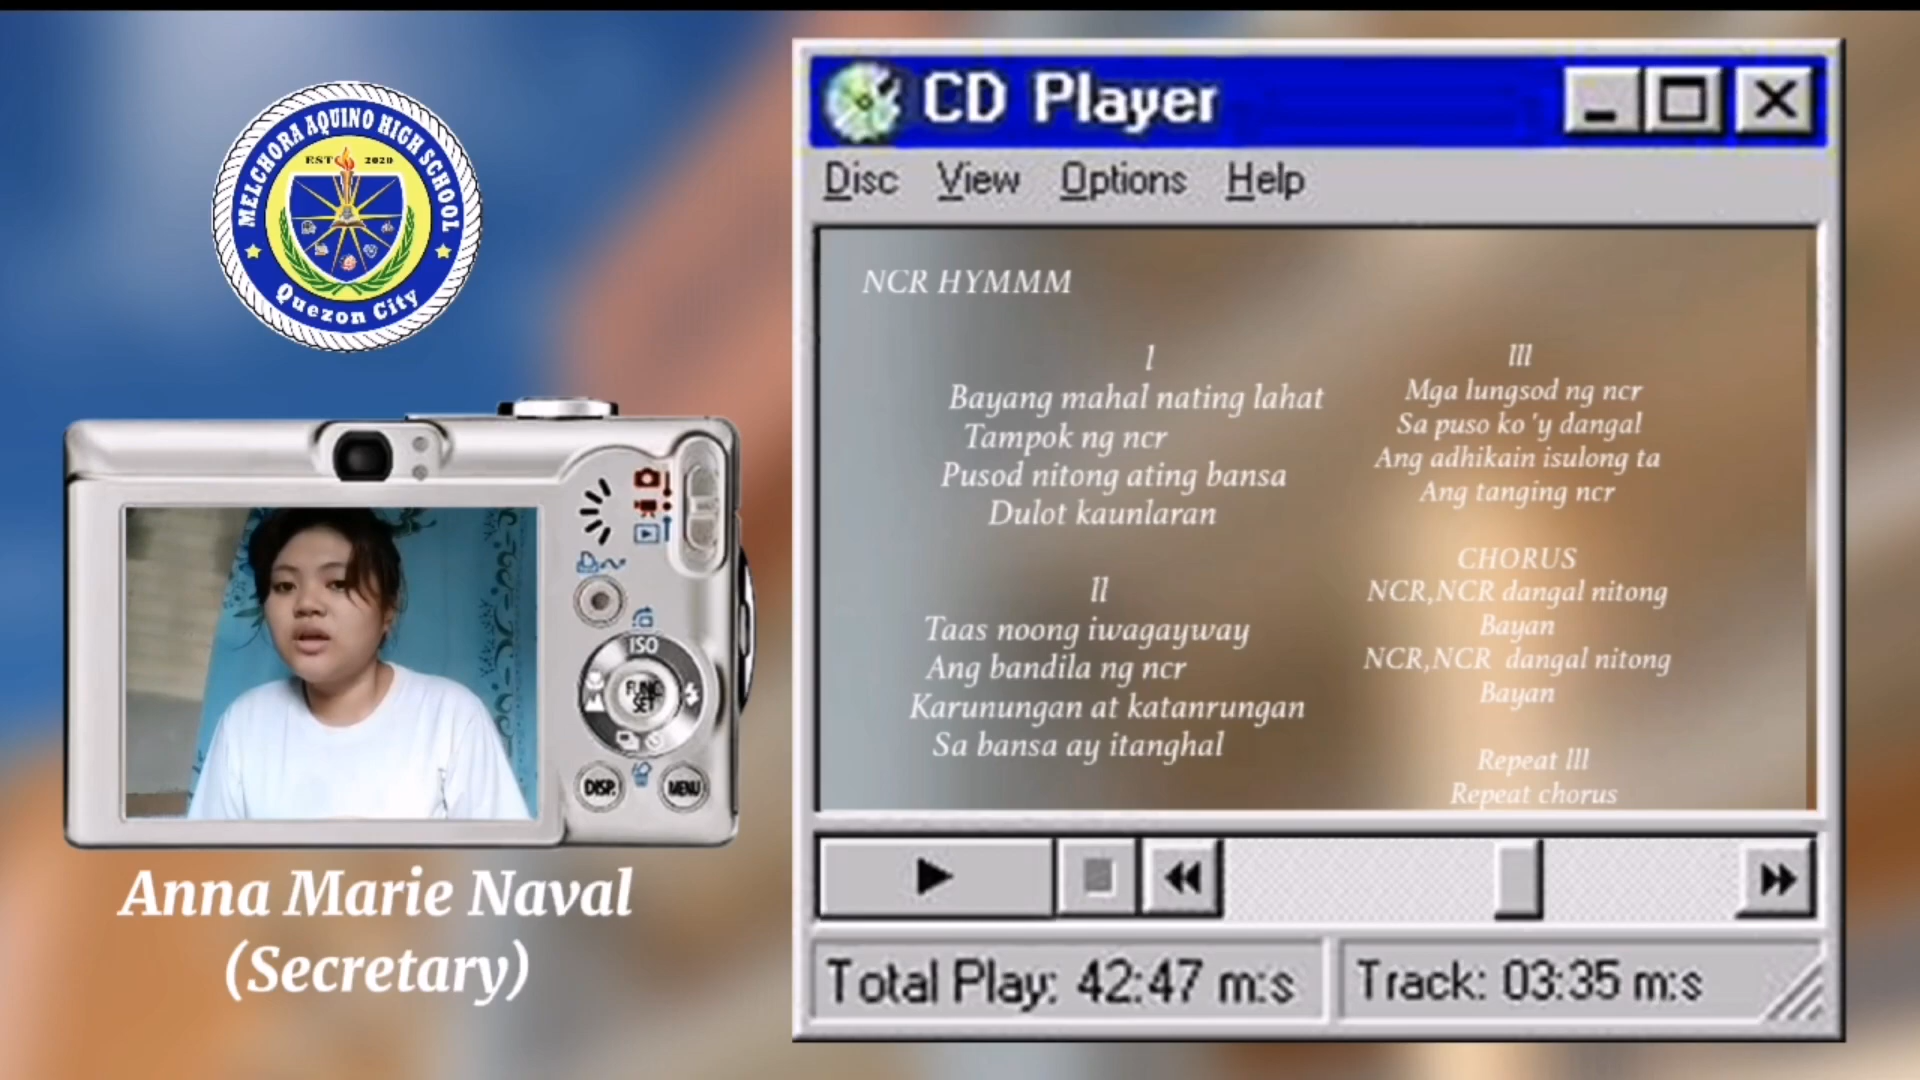 MELCHORA AQUINO HIGH SCHOOL
EST 2020
Quezon City
ISO
FUNC
SET
DISP.
MENU
Anna Marie Naval
(Secretary)
CD Player
Disc View Options Help
NCR HYMMM
l
Bayang mahal nating lahat
Tampok ng ncr
Pusod nitong ating bansa
Dulot kaunlaran
ll
Taas noong iwagayway
Ang bandila ng ncr
Karunungan at katanrungan
Sa bansa ay itanghal
lll
Mga lungsod ng ncr
Sa puso ko 'y dangal
Ang adhikain isulong ta
Ang tanging ncr
CHORUS
NCR,NCR dangal nitong
Bayan
NCR,NCR dangal nitong
Bayan
Repeat lll
Repeat chorus
Total Play: 42:47 m:s
Track: 03:35 m:s